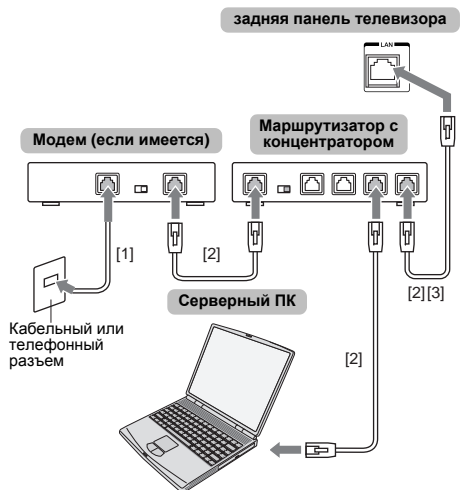 задняя панель телевизора
LAN
Модем (если имеется)
Маршрутизатор с
концентратором
[1]
[2]
[2][3]
Серверный ПК
Кабельный или
телефонный
разъем
[2]